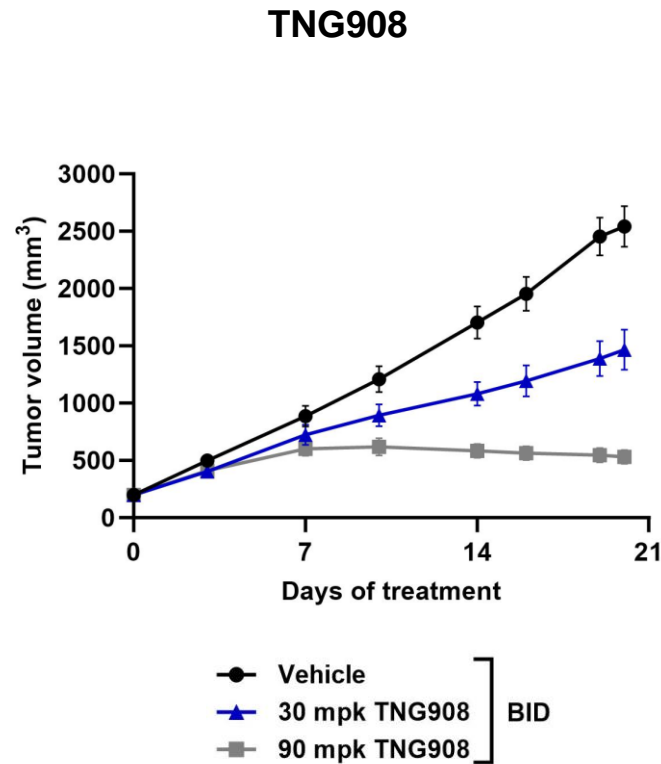 TNG908
3000
2500
2000
1500
1000
500
0
Tumor volume (mm³)
0 7 14 21
Days of treatment
Vehicle
30 mpk TNG908
90 mpk TNG908
BID